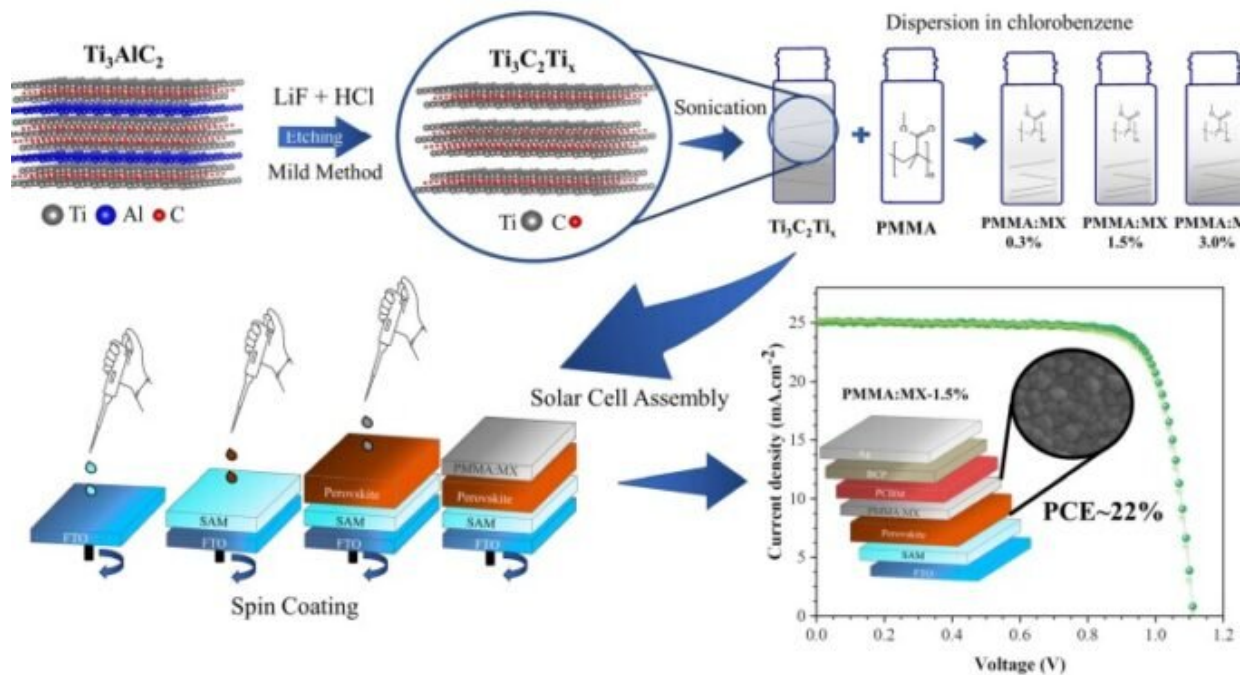 Ti₃AlC₂
LiF + HCl
Etching
Mild Method
Ti Al C
Ti₃C₂Tiₓ
Ti C
Sonication
Dispersion in chlorobenzene
Ti₃C₂Tiₓ
+
PMMA
PMMA:MX
0.3%
PMMA:MX
1.5%
PMMA:M
3.0%
FTO
SAM
FTO
Perovskite
SAM
FTO
PMMA:MX
Perovskite
SAM
FTO
Spin Coating
Solar Cell Assembly
Current density (mA.cm⁻²)
25
20
15
10
5
0
PMMA:MX-1.5%
Ag
BCP
PCBM
PMMA:MX
Perovskite
SAM
FTO
PCE~22%
0.0 0.2 0.4 0.6 0.8 1.0 1.2
Voltage (V)